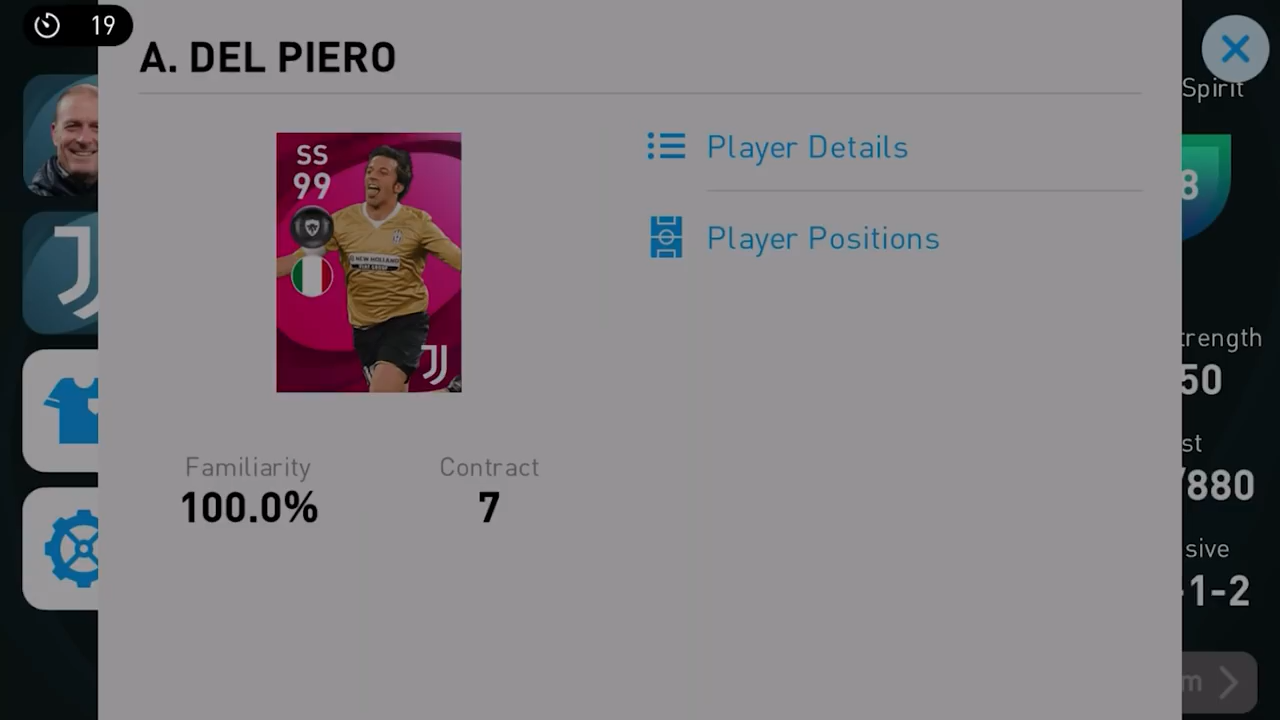 19
A. DEL PIERO
Spirit
SS
99
NEW HOLLAND
Player Details
8
Player Positions
trength
50
st
/880
Familiarity
Contract
100.0%
7
sive
-1-2
m